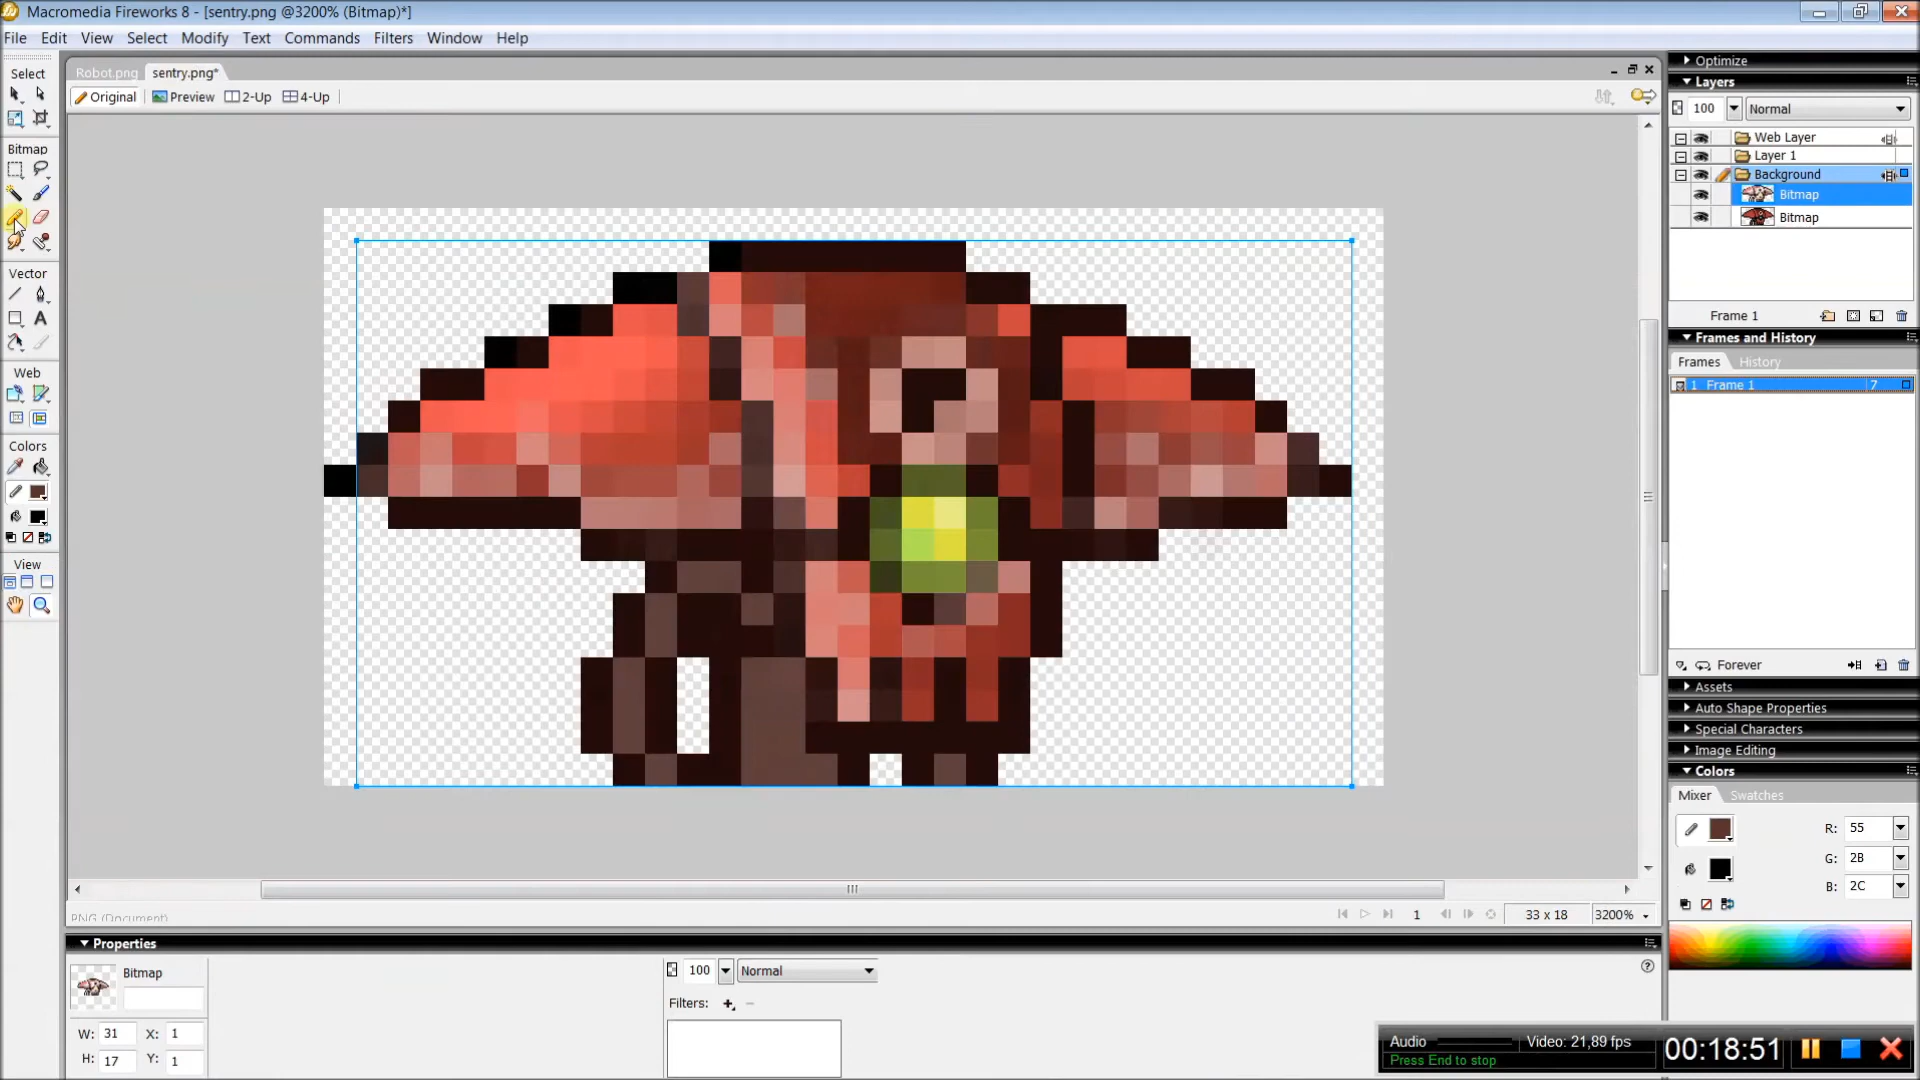 Macromedia Fireworks 8 - [sentry.png @3200% (Bitmap)*]
File Edit View Select Modify Text Commands Filters Window Help
Robot.png sentry.png*
Original Preview 2-Up 4-Up
Select
Bitmap
Vector
A
Web
Colors
View
Optimize
Layers
100 Normal
Web Layer
Layer 1
Background
Bitmap
Bitmap
Frame 1
Frames and History
Frames History
1 Frame 1 7
Forever
Assets
Auto Shape Properties
Special Characters
Image Editing
Colors
Mixer Swatches
R: 55
G: 2B
B: 2C
PNG (Document)
1 33 x 18 3200%
Properties
Bitmap
W: 31 X: 1
H: 17 Y: 1
100 Normal
Filters:
Audio Video: 21,89 fps
Press End to stop
00:18:51